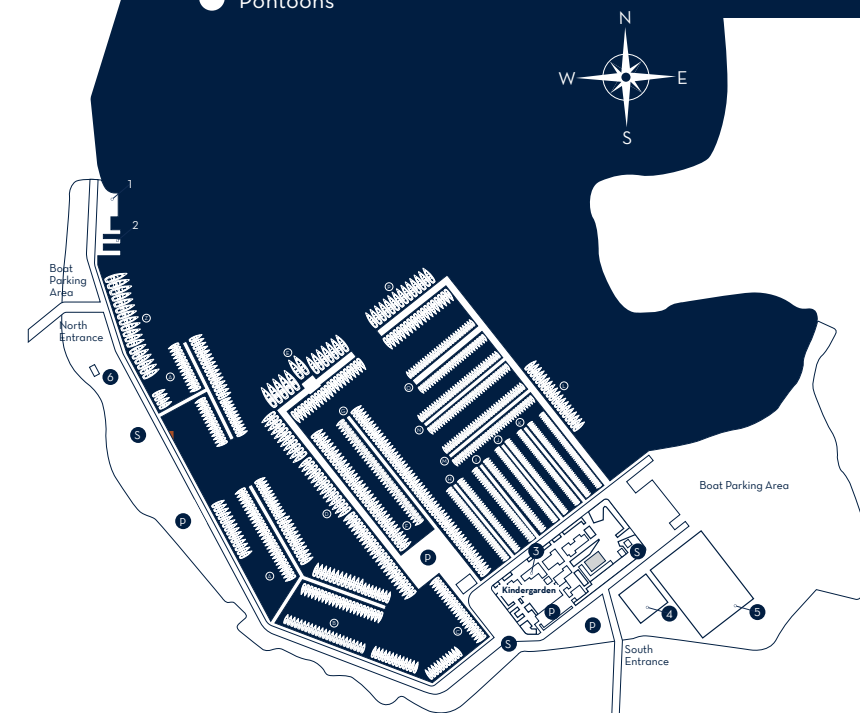 Pontoons
N
W
E
S
1
2
Boat
Parking
Area
North
Entrance
6
S
P
P
3
S
Kindergarden
P
P
S
4
5
Boat Parking Area
South
Entrance